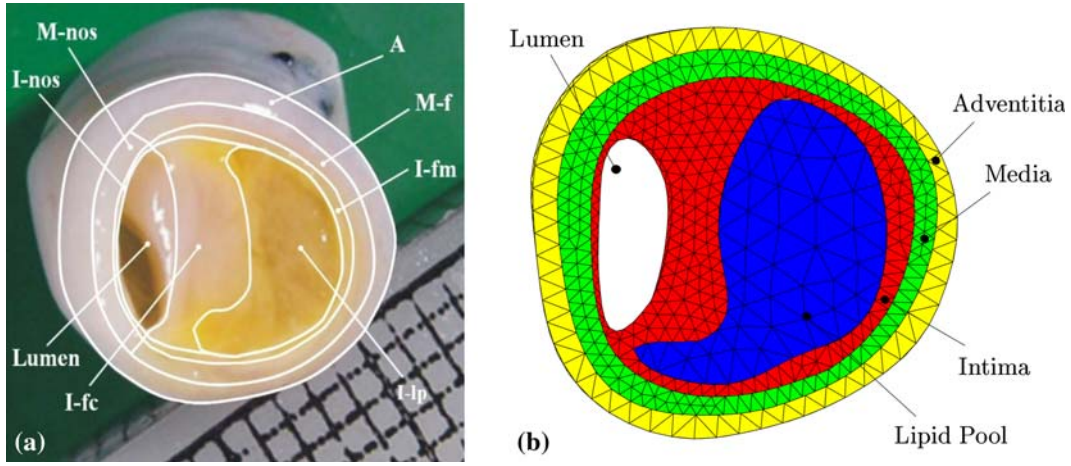 M-nos
I-nos
A
M-f
I-fm
Lumen
I-fc
I-lp
(a)
Lumen
Adventitia
Media
Intima
Lipid Pool
(b)